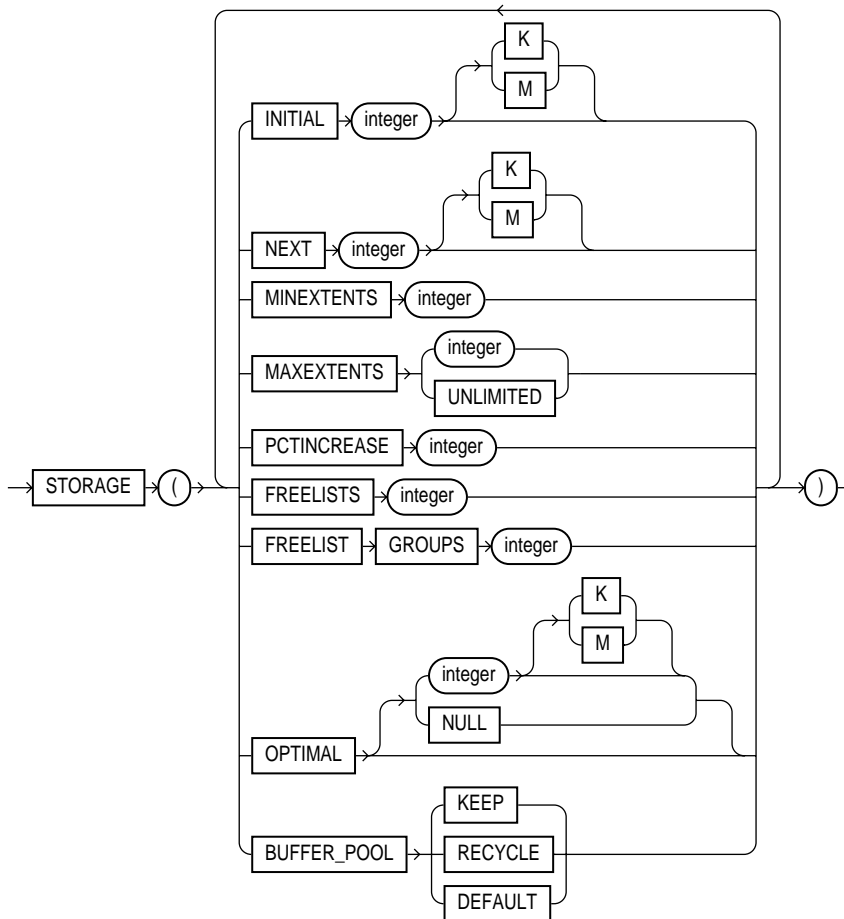 K
M
INITIAL integer
K
M
NEXT integer
MINEXTENTS integer
integer
MAXEXTENTS
UNLIMITED
PCTINCREASE integer
STORAGE ( )
FREELISTS integer
FREELIST GROUPS integer
K
M
integer
NULL
OPTIMAL
KEEP
BUFFER_POOL RECYCLE
DEFAULT